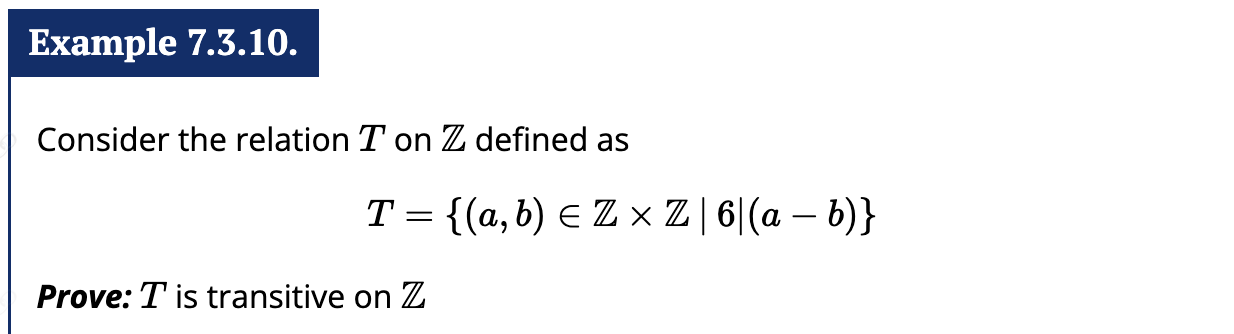 Example 7.3.10.
Consider the relation T on ℤ defined as
T = {(a, b) ∈ ℤ × ℤ | 6|(a − b)}
Prove: T is transitive on ℤ